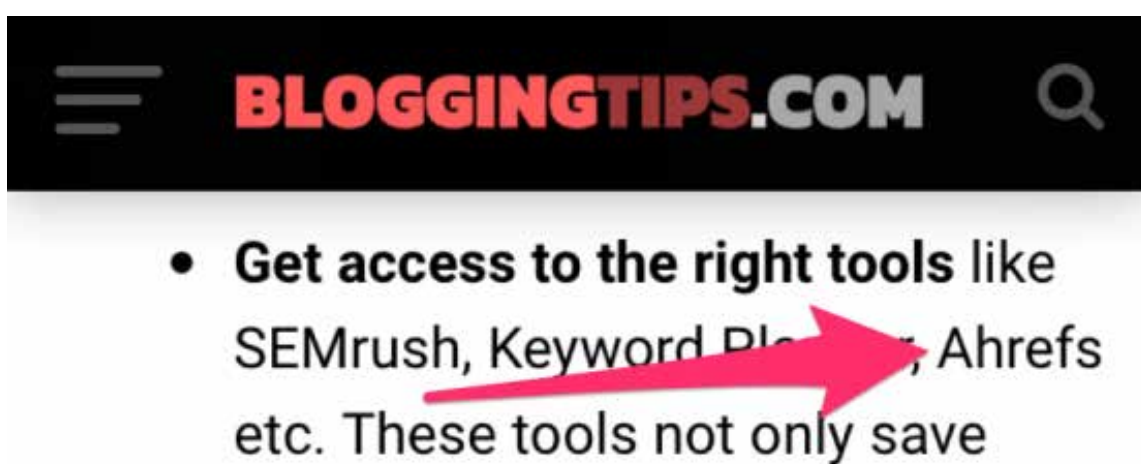 BLOGGINGTIPS.COM
• Get access to the right tools like
SEMrush, Keyword Ahrefs
etc. These tools not only save